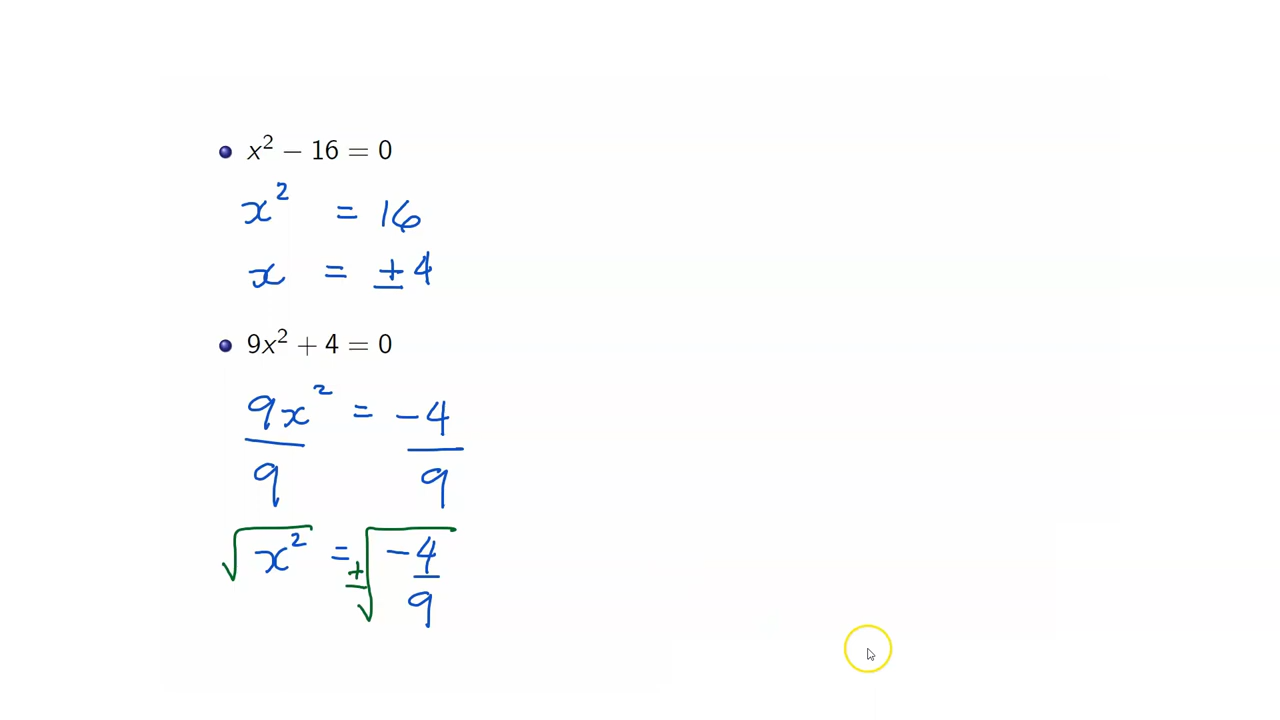 x² − 16 = 0
x² = 16
x = ±4
9x² + 4 = 0
9x²/9 = −4/9
√x² = ±√−4/9